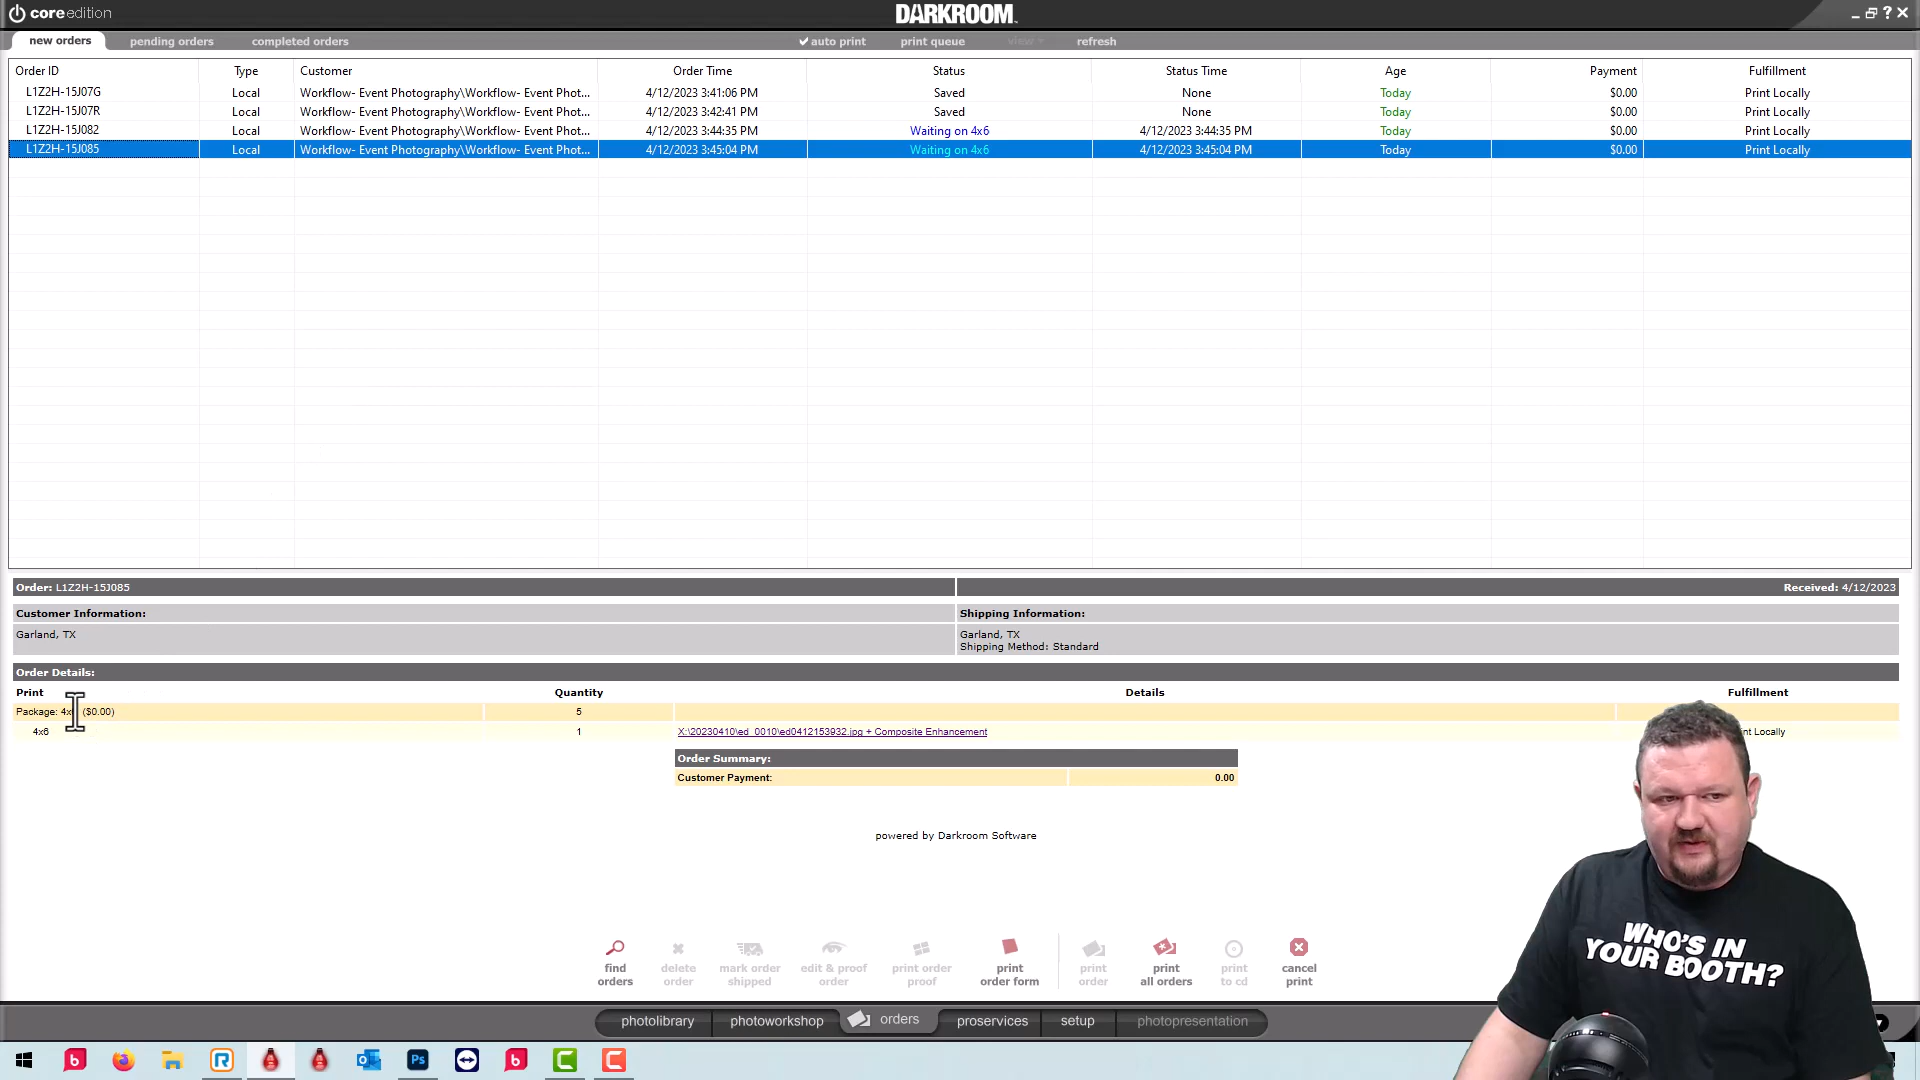 core edition DARKROOM ?
new orders pending orders completed orders auto print print queue view refresh
Order ID Type Customer Order Time Status Status Time Age Payment Fulfillment
L1Z2H-15J07G Local Workflow- Event Photography\Workflow- Event Phot... 4/12/2023 3:41:06 PM Saved None Today $0.00 Print Locally
L1Z2H-15J07R Local Workflow- Event Photography\Workflow- Event Phot... 4/12/2023 3:42:41 PM Saved None Today $0.00 Print Locally
L1Z2H-15J082 Local Workflow- Event Photography\Workflow- Event Phot... 4/12/2023 3:44:35 PM Waiting on 4x6 4/12/2023 3:44:35 PM Today $0.00 Print Locally
L1Z2H-15J085 Local Workflow- Event Photography\Workflow- Event Phot... 4/12/2023 3:45:04 PM Waiting on 4x6 4/12/2023 3:45:04 PM Today $0.00 Print Locally
Order: L1Z2H-15J085 Received: 4/12/2023
Customer Information: Shipping Information:
Garland, TX Garland, TX
Shipping Method: Standard
Order Details:
Print Quantity Details Fulfillment
Package: ($0.00) 5
4x6 1 X:\20230410\ed_0010\ed0412153932.jpg + Composite Enhancement Locally
Order Summary:
Customer Payment: 0.00
powered by Darkroom Software
find orders delete order mark order shipped edit & proof order print order proof print order form print order print all orders print to cd cancel print
WHO'S IN
YOUR BOOTH?
photolibrary photoworkshop orders proservices setup photopresentation
b R Ps b C C